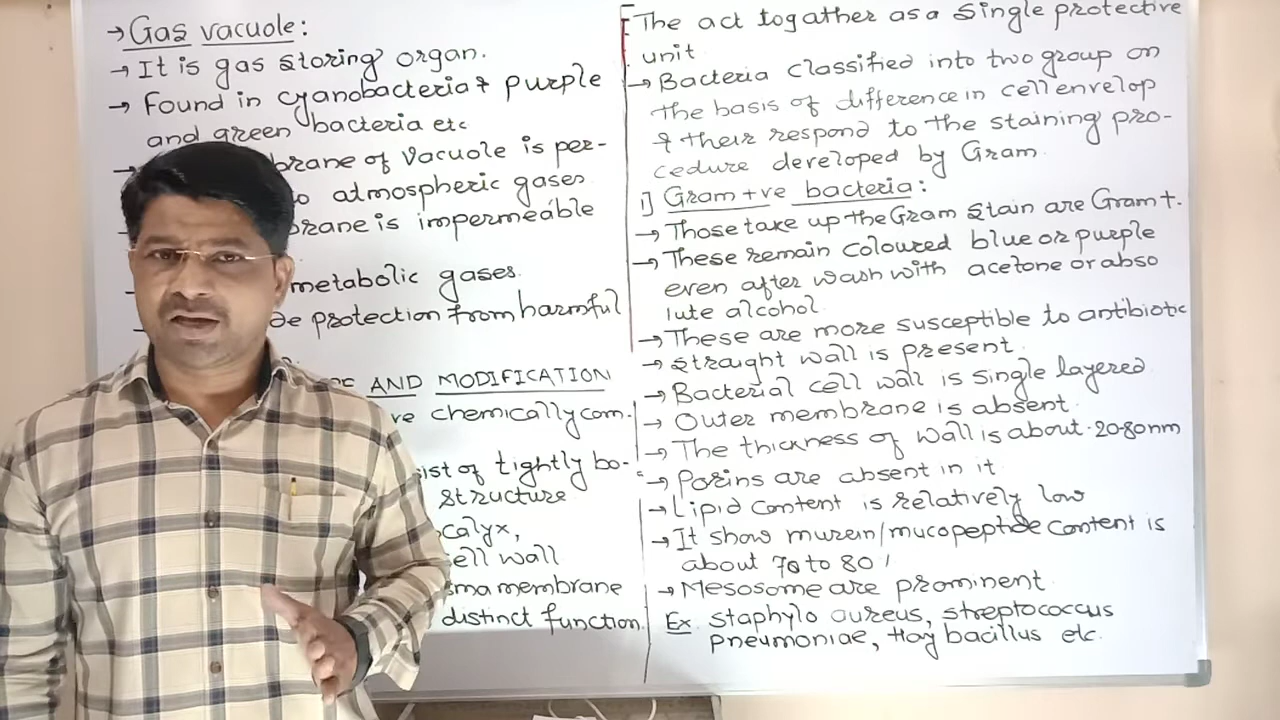 → Gas vacuole:
→ It is gas storing organ.
→ Found in cyanobacteria & purple
and green bacteria etc
brane of vacuole is per-
to atmospheric gases
brane is impermeable
metabolic gases.
de protection from harmful
AND MODIFICATION
ve chemically com.
ist of tightly bo-
structure
calyx,
ell wall
sma membrane
distinct function.
The act togather as a single protective
unit
→ Bacteria classified into two group on
the basis of difference in cell envelop
& their respond to the staining pro-
cedure developed by Gram.
1] Gram +ve bacteria:
→ Those take up the Gram stain are Gram +.
→ These remain coloured blue or purple
even after wash with acetone or abso
lute alcohol.
→ These are more susceptible to antibiotic
→ straight wall is present.
→ Bacterial cell wall is single layered
→ Outer membrane is absent.
→ The thickness of wall is about 20-80nm
→ Porins are absent in it
→ Lipid content is relatively low
→ It show murein/mucopeptide content is
about 70 to 80 /
→ Mesosome are prominent
Ex. staphylo aureus, streptococcus
pneumoniae, Hay bacillus etc.